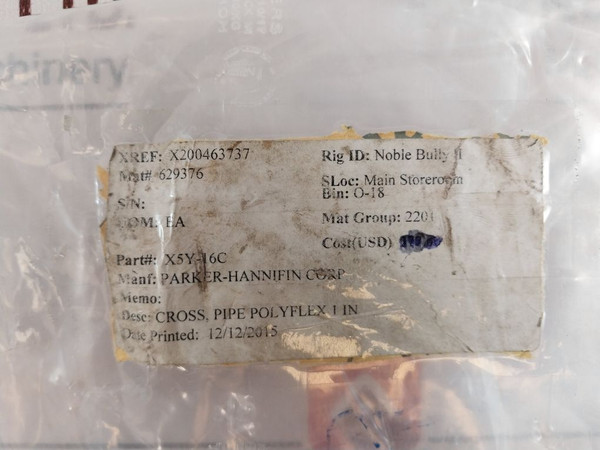 chinery
XREF: X200463737
Mat# 629376
S/N:
UOM: EA
Part#: X5Y-16C
Manf: PARKER-HANNIFIN CORP
Memo:
Desc: CROSS, PIPE POLYFLEX 1 IN
Date Printed: 12/12/2015
Rig ID: Noble Bully II
SLoc: Main Storeroom
Bin: O-18
Mat Group: 2201
Cost(USD)